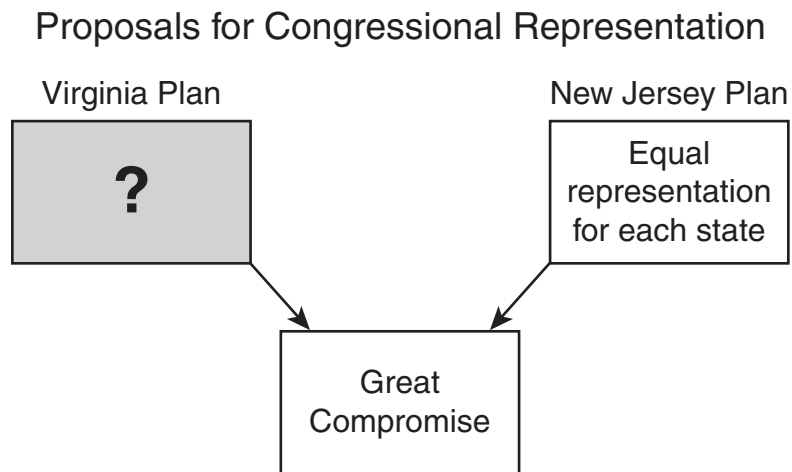 Proposals for Congressional Representation
Virginia Plan
?
New Jersey Plan
Equal
representation
for each state
Great
Compromise